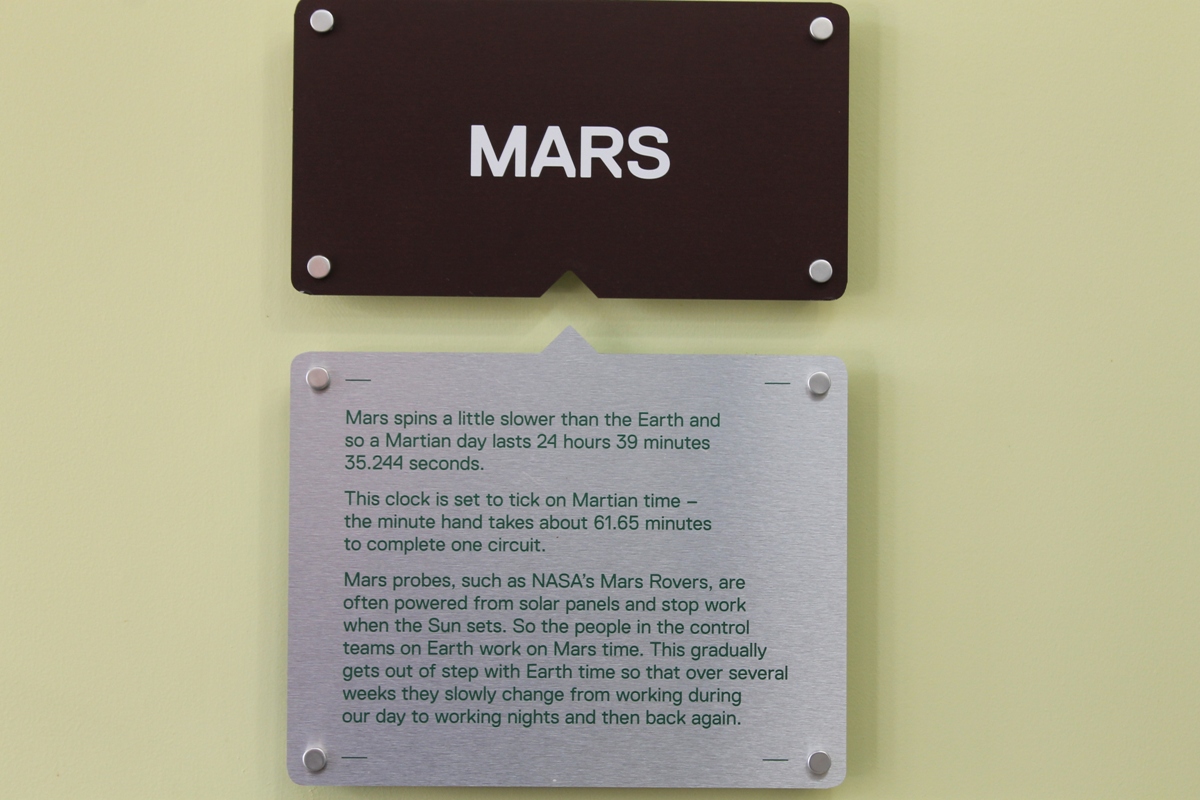 MARS
Mars spins a little slower than the Earth and
so a Martian day lasts 24 hours 39 minutes
35.244 seconds.
This clock is set to tick on Martian time –
the minute hand takes about 61.65 minutes
to complete one circuit.
Mars probes, such as NASA's Mars Rovers, are
often powered from solar panels and stop work
when the Sun sets. So the people in the control
teams on Earth work on Mars time. This gradually
gets out of step with Earth time so that over several
weeks they slowly change from working during
our day to working nights and then back again.